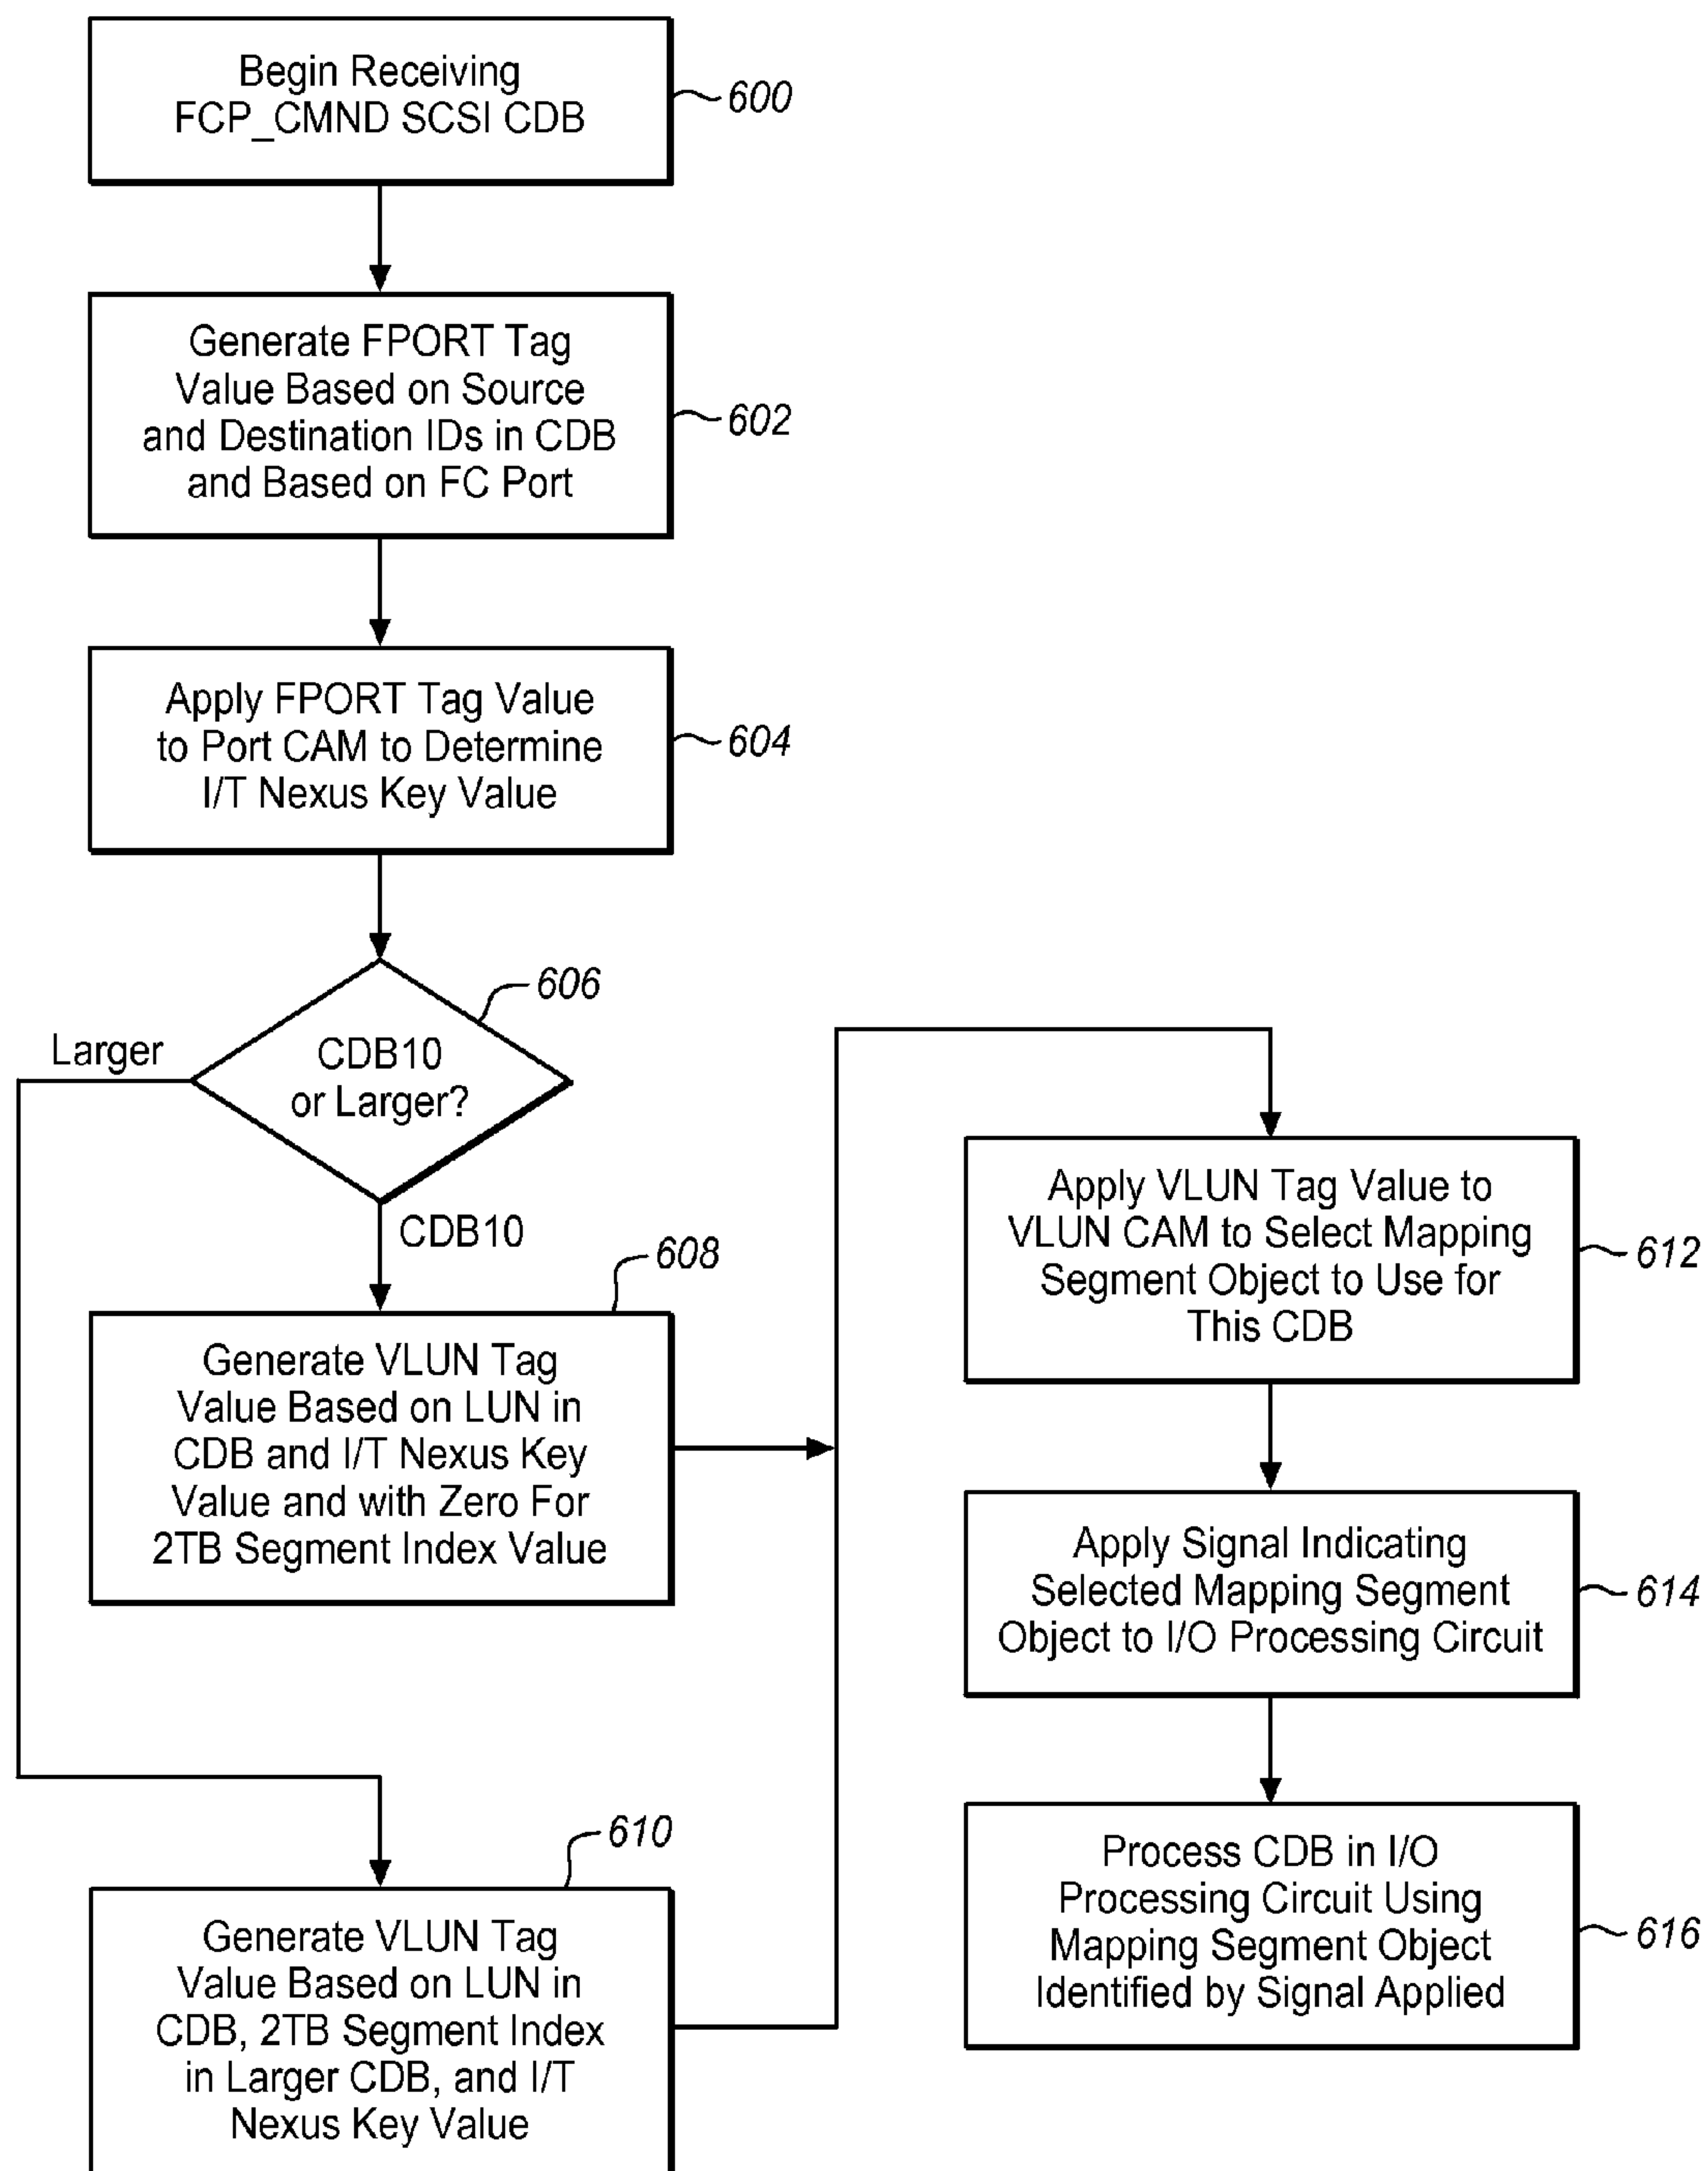 Begin Receiving
FCP_CMND SCSI CDB
600
Generate FPORT Tag
Value Based on Source
and Destination IDs in CDB
and Based on FC Port
602
Apply FPORT Tag Value
to Port CAM to Determine
I/T Nexus Key Value
604
606
Larger
CDB10
or Larger?
CDB10
608
Generate VLUN Tag
Value Based on LUN in
CDB and I/T Nexus Key
Value and with Zero For
2TB Segment Index Value
610
Generate VLUN Tag
Value Based on LUN in
CDB, 2TB Segment Index
in Larger CDB, and I/T
Nexus Key Value
Apply VLUN Tag Value to
VLUN CAM to Select Mapping
Segment Object to Use for
This CDB
612
Apply Signal Indicating
Selected Mapping Segment
Object to I/O Processing Circuit
614
Process CDB in I/O
Processing Circuit Using
Mapping Segment Object
Identified by Signal Applied
616